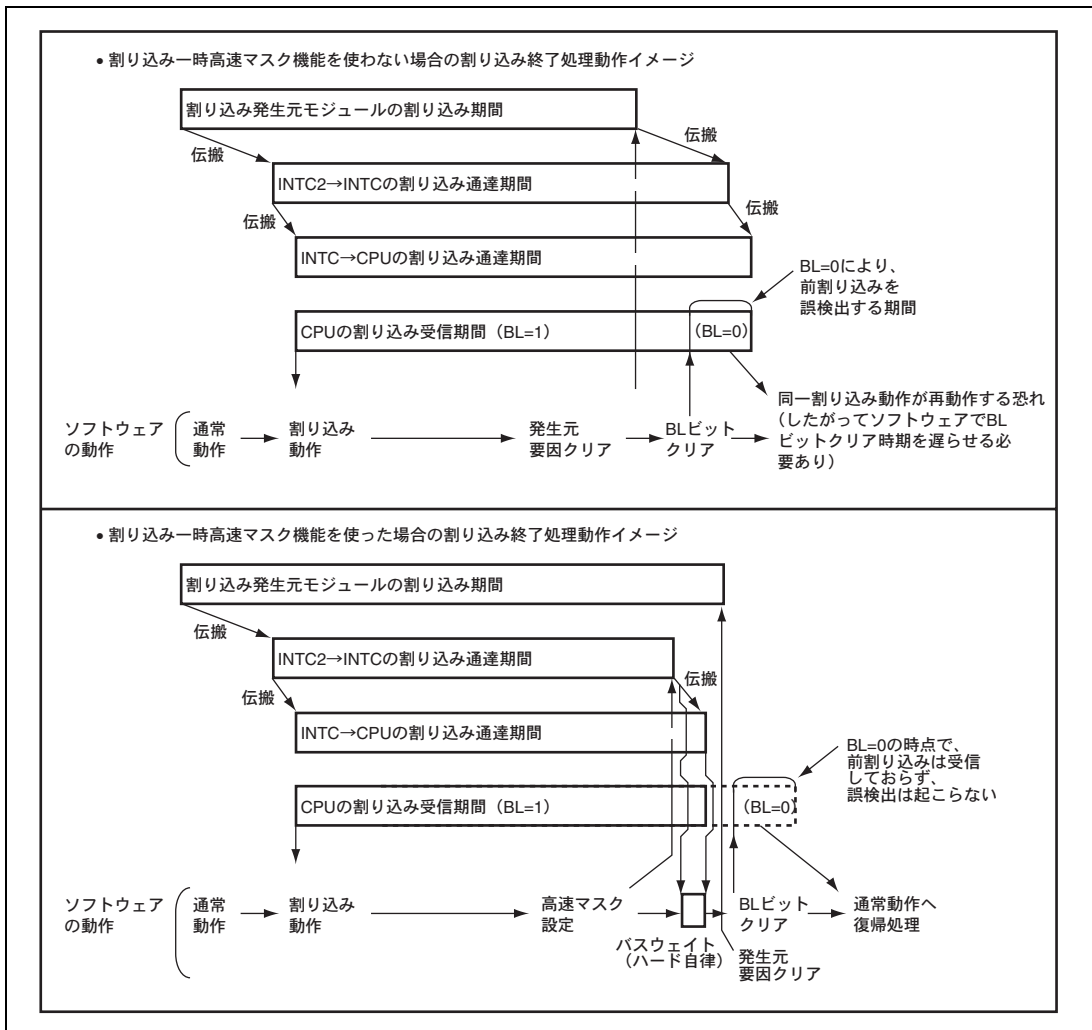 • 割り込み一時高速マスク機能を使わない場合の割り込み終了処理動作イメージ
割り込み発生元モジュールの割り込み期間
伝搬
伝搬
INTC2→INTCの割り込み通達期間
伝搬
伝搬
INTC→CPUの割り込み通達期間
BL=0により、
前割り込みを
誤検出する期間
CPUの割り込み受信期間（BL=1）
(BL=0)
ソフトウェア
の動作
通常
動作
割り込み
動作
発生元
要因クリア
BLビット
クリア
同一割り込み動作が再動作する恐れ
(したがってソフトウェアでBL
ビットクリア時期を遅らせる必
要あり)
• 割り込み一時高速マスク機能を使った場合の割り込み終了処理動作イメージ
割り込み発生元モジュールの割り込み期間
伝搬
INTC2→INTCの割り込み通達期間
伝搬
伝搬
INTC→CPUの割り込み通達期間
BL=0の時点で、
前割り込みは受信
しておらず、
誤検出は起こらない
CPUの割り込み受信期間（BL=1）
(BL=0)
ソフトウェア
の動作
通常
動作
割り込み
動作
高速マスク
設定
バスウェイト
（ハード自律）
BLビット
クリア
発生元
要因クリア
通常動作へ
復帰処理